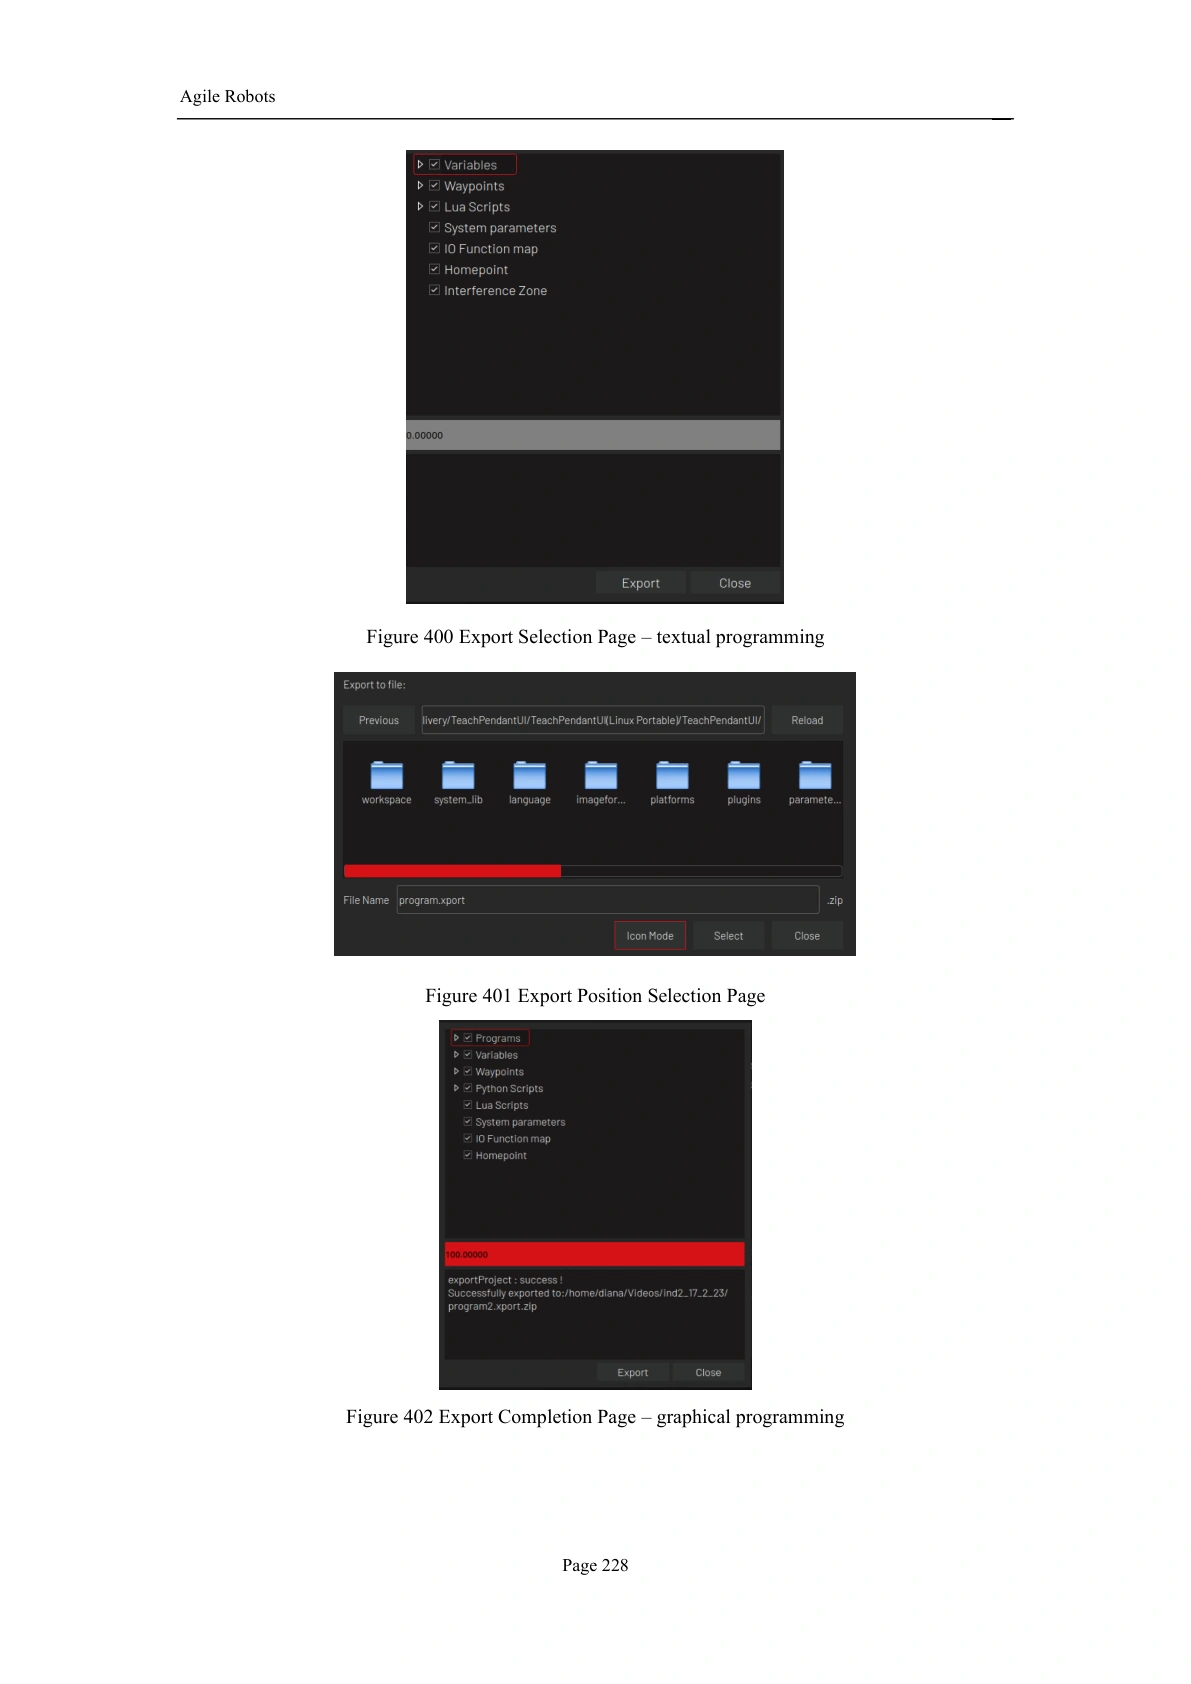 Agile Robots
Variables
Waypoints
Lua Scripts
System parameters
IO Function map
Homepoint
Interference Zone
0.00000
Export Close
Figure 400 Export Selection Page – textual programming
Export to file:
Previous livery/TeachPendantUI/TeachPendantUI(Linux Portable)/TeachPendantUI/ Reload
workspace system_lib language imagefor... platforms plugins paramete...
File Name program.xport .zip
Icon Mode Select Close
Figure 401 Export Position Selection Page
Programs
Variables
Waypoints
Python Scripts
Lua Scripts
System parameters
IO Function map
Homepoint
100.00000
exportProject : success !
Successfully exported to:/home/diana/Videos/ind2_17_2_23/
program2.xport.zip
Export Close
Figure 402 Export Completion Page – graphical programming
Page 228